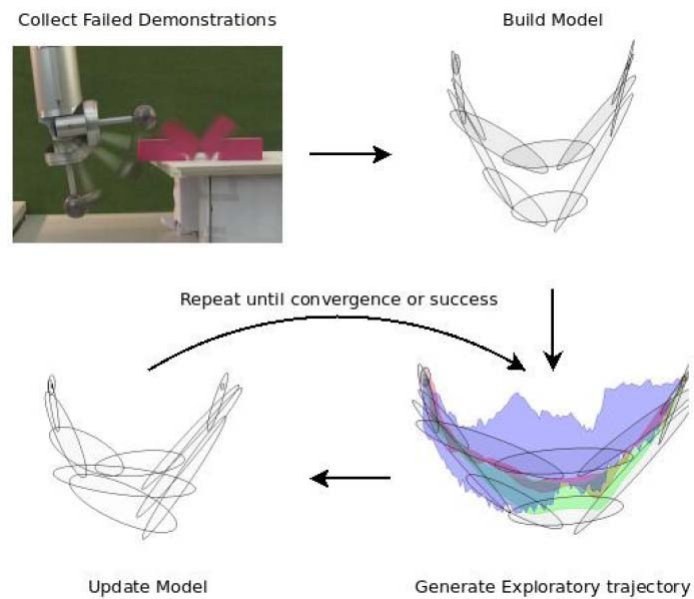 Collect Failed Demonstrations
Build Model
Repeat until convergence or success
Update Model
Generate Exploratory trajectory